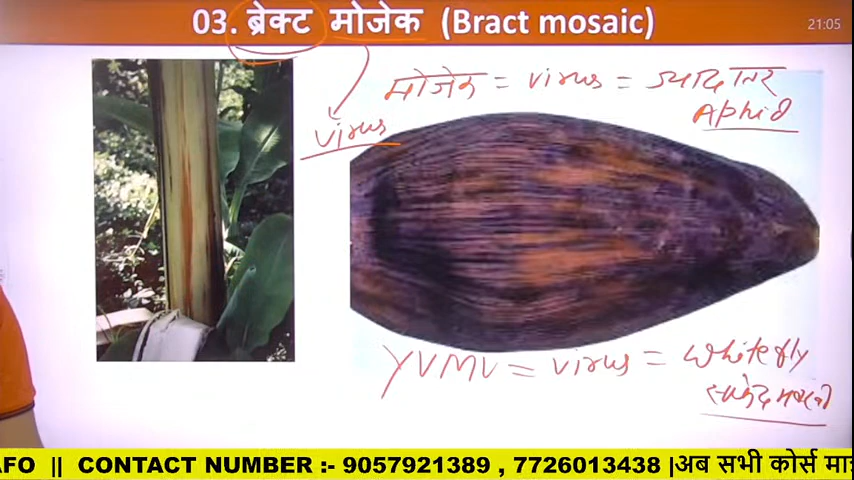 03. ब्रेक्ट मोजेक (Bract mosaic)
21:05
मोजेक = virus = ज्यादातर
Aphid
virus
YVMV = virus = whitefly
सफेद मक्खी
AFO || CONTACT NUMBER :- 9057921389 , 7726013438 |अब सभी कोर्स मात्र